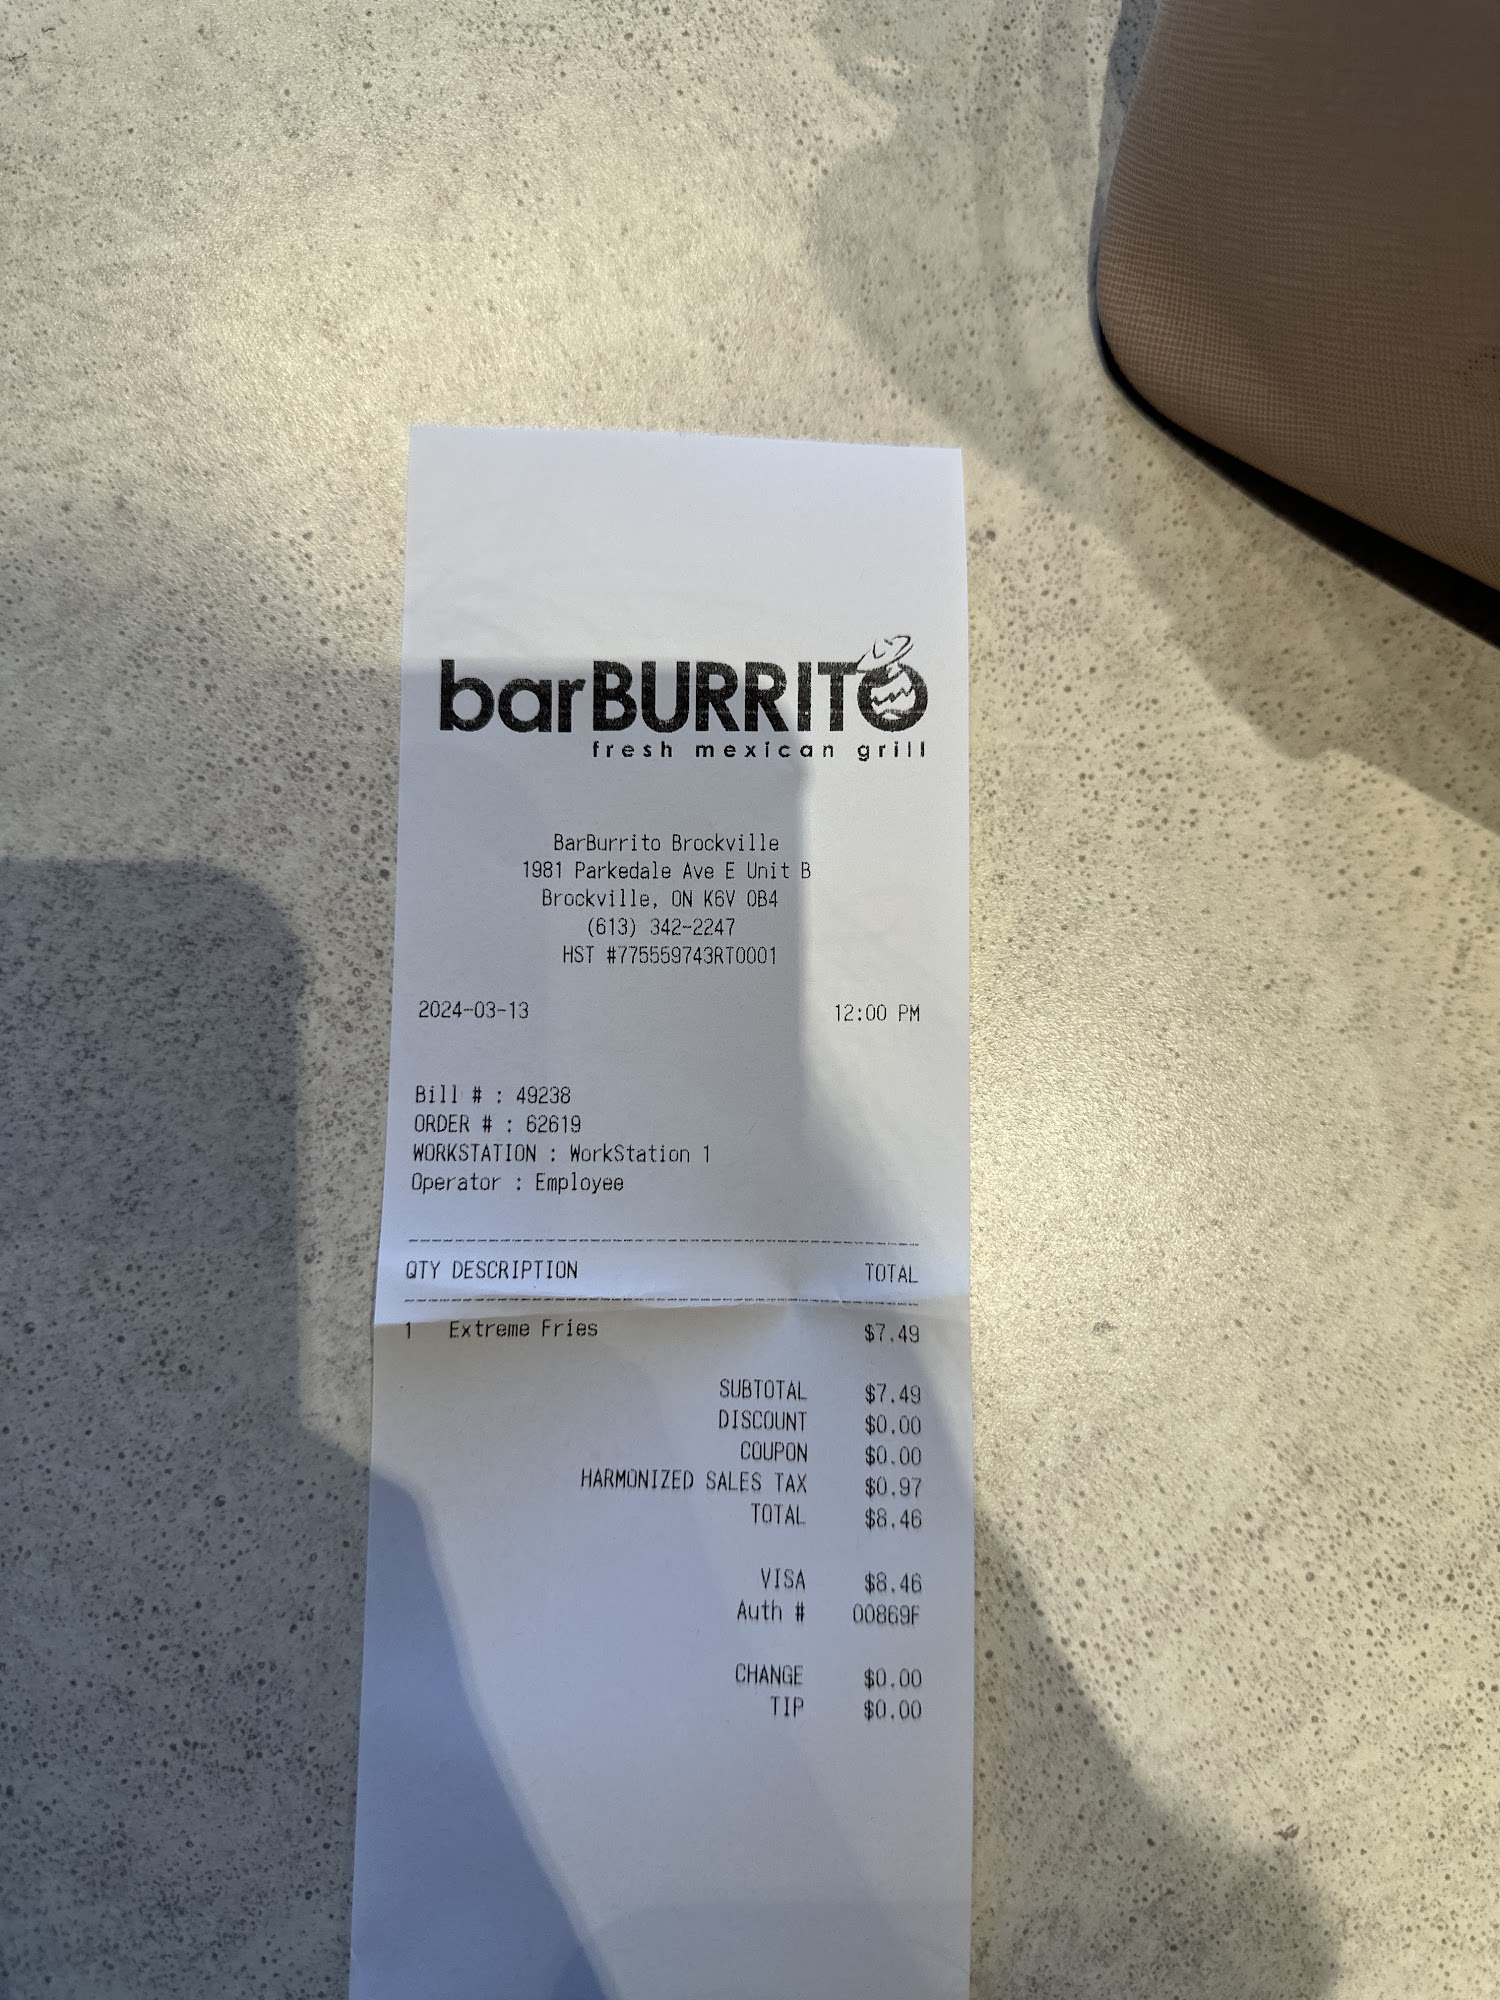 barBURRITO
fresh mexican grill
BarBurrito Brockville
1981 Parkedale Ave E Unit B
Brockville, ON K6V 0B4
(613) 342-2247
HST #775559743RT0001
2024-03-13 12:00 PM
Bill # : 49238
ORDER # : 62619
WORKSTATION : WorkStation 1
Operator : Employee
QTY DESCRIPTION TOTAL
1 Extreme Fries $7.49
SUBTOTAL $7.49
DISCOUNT $0.00
COUPON $0.00
HARMONIZED SALES TAX $0.97
TOTAL $8.46
VISA $8.46
Auth # 00869F
CHANGE $0.00
TIP $0.00